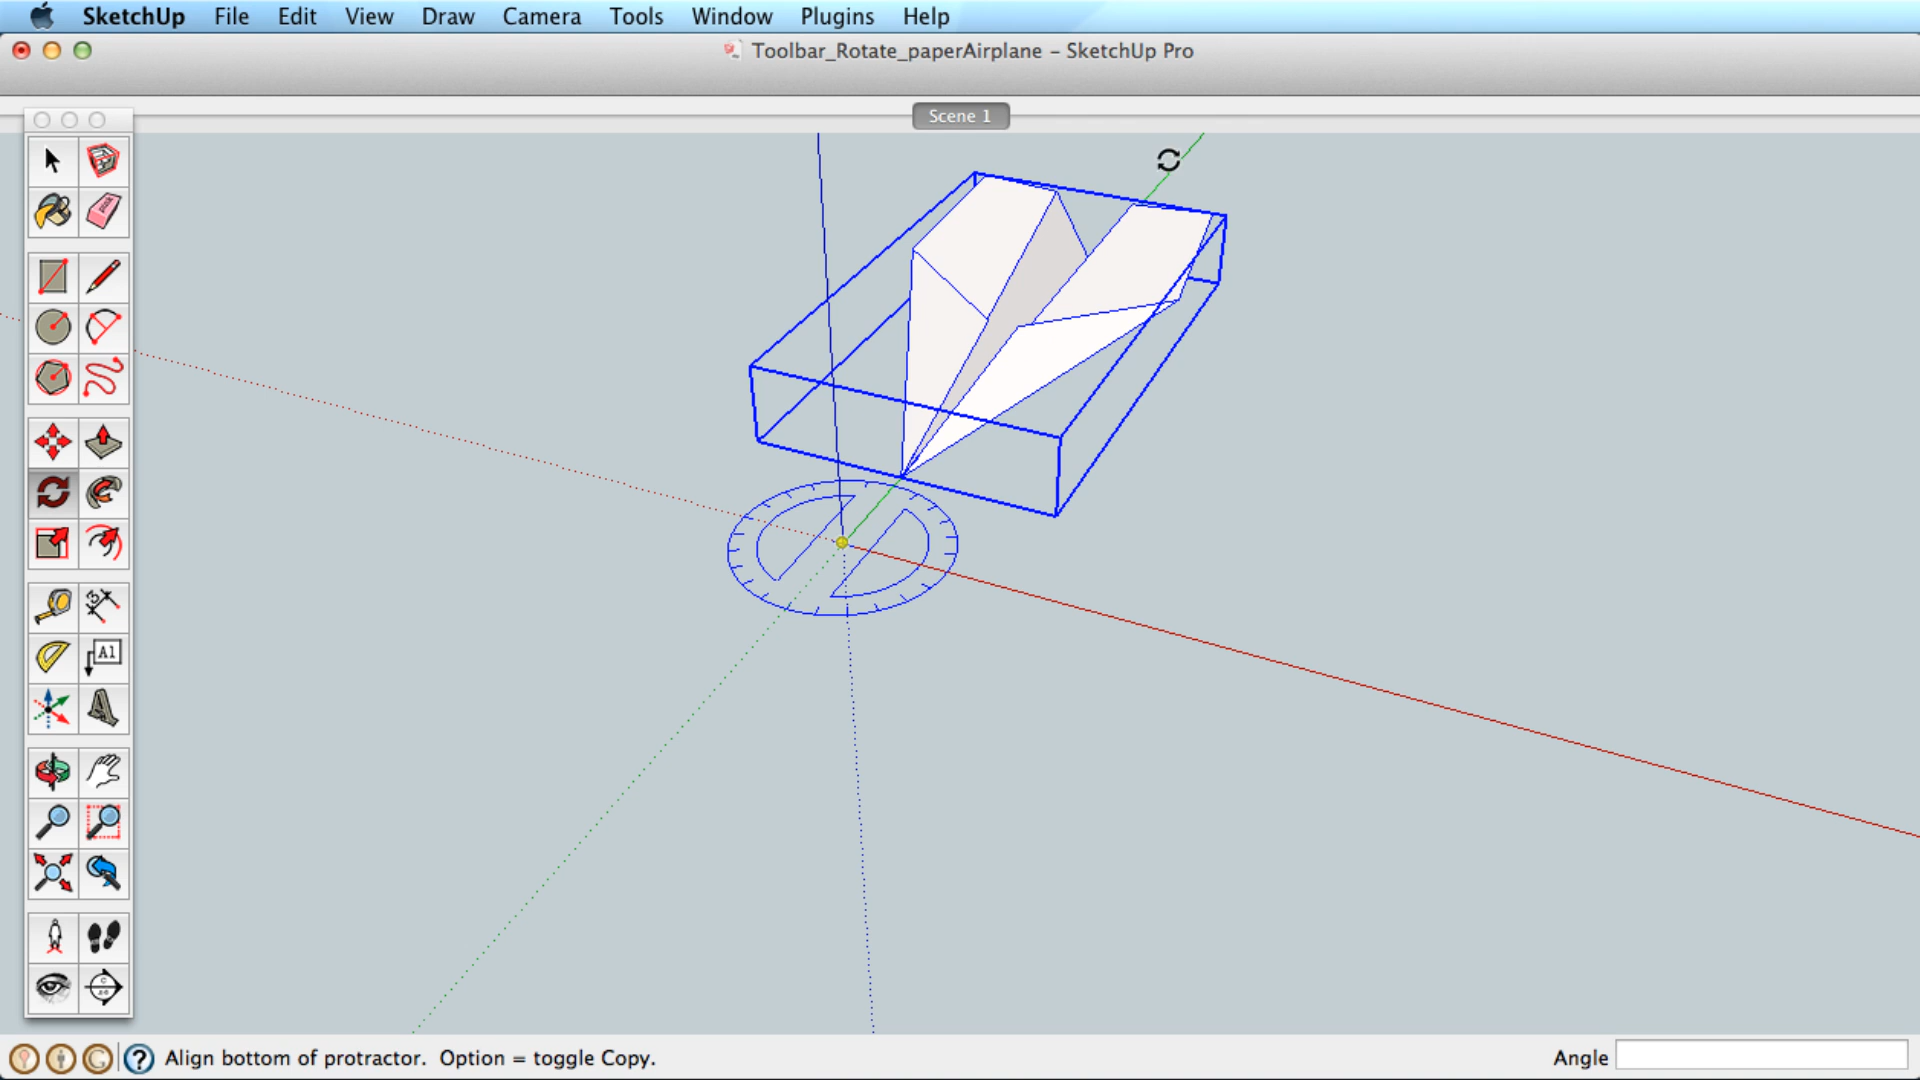 SketchUp File Edit View Draw Camera Tools Window Plugins Help
Toolbar_Rotate_paperAirplane – SketchUp Pro
Scene 1
A1
Align bottom of protractor. Option = toggle Copy.
Angle